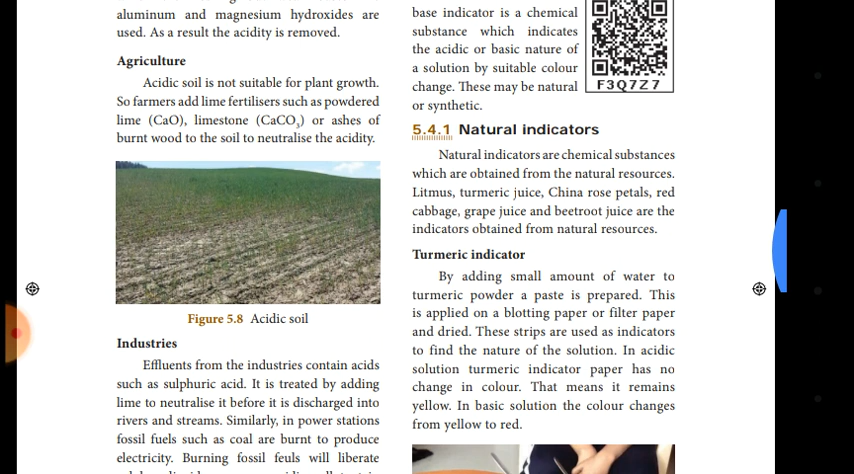 aluminum and magnesium hydroxides are
used. As a result the acidity is removed.
Agriculture
Acidic soil is not suitable for plant growth.
So farmers add lime fertilisers such as powdered
lime (CaO), limestone (CaCO₃) or ashes of
burnt wood to the soil to neutralise the acidity.
Figure 5.8 Acidic soil
Industries
Effluents from the industries contain acids
such as sulphuric acid. It is treated by adding
lime to neutralise it before it is discharged into
rivers and streams. Similarly, in power stations
fossil fuels such as coal are burnt to produce
electricity. Burning fossil feuls will liberate
base indicator is a chemical
substance which indicates
the acidic or basic nature of
a solution by suitable colour
change. These may be natural
or synthetic.
F3Q7Z7
5.4.1 Natural indicators
Natural indicators are chemical substances
which are obtained from the natural resources.
Litmus, turmeric juice, China rose petals, red
cabbage, grape juice and beetroot juice are the
indicators obtained from natural resources.
Turmeric indicator
By adding small amount of water to
turmeric powder a paste is prepared. This
is applied on a blotting paper or filter paper
and dried. These strips are used as indicators
to find the nature of the solution. In acidic
solution turmeric indicator paper has no
change in colour. That means it remains
yellow. In basic solution the colour changes
from yellow to red.